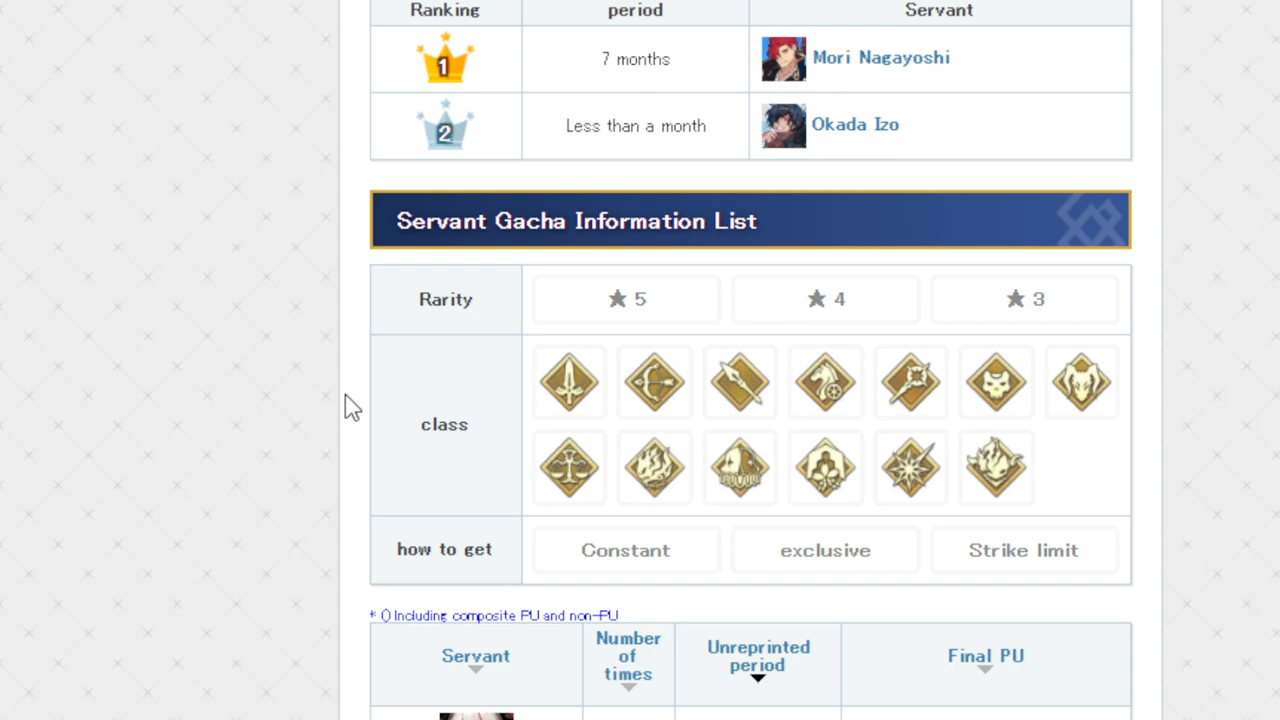 Ranking period Servant
1 7 months Mori Nagayoshi
2 Less than a month Okada Izo
Servant Gacha Information List
Rarity ★ 5 ★ 4 ★ 3
class
how to get Constant exclusive Strike limit
* () Including composite PU and non-PU
Servant Number of times Unreprinted period Final PU